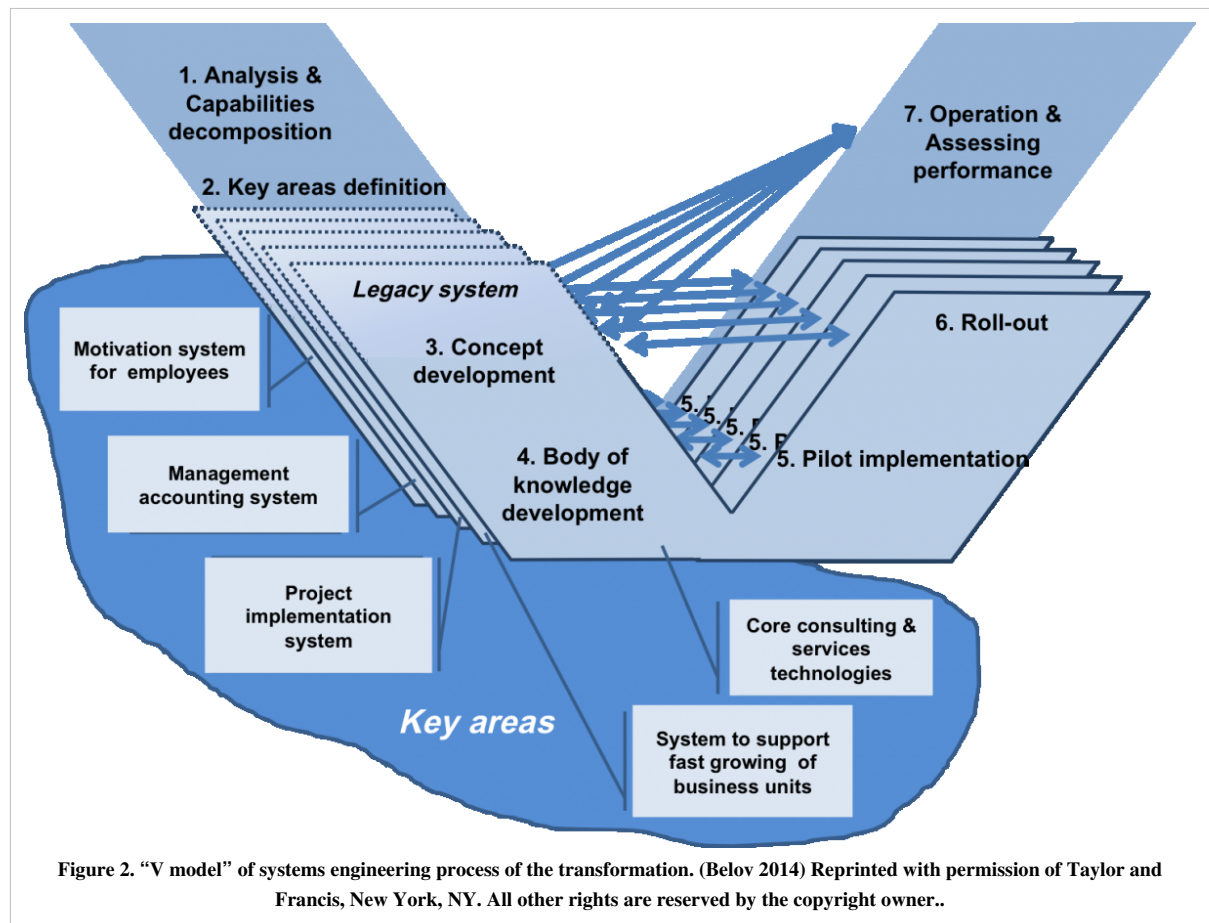 1. Analysis &
Capabilities
decomposition
2. Key areas definition
Legacy system
3. Concept
development
4. Body of
knowledge
development
5.
5.
5.
5. P
5. Pilot implementation
6. Roll-out
7. Operation &
Assessing
performance
Motivation system
for employees
Management
accounting system
Project
implementation
system
Key areas
Core consulting &
services
technologies
System to support
fast growing of
business units
Figure 2. “V model” of systems engineering process of the transformation. (Belov 2014) Reprinted with permission of Taylor and
Francis, New York, NY. All other rights are reserved by the copyright owner..